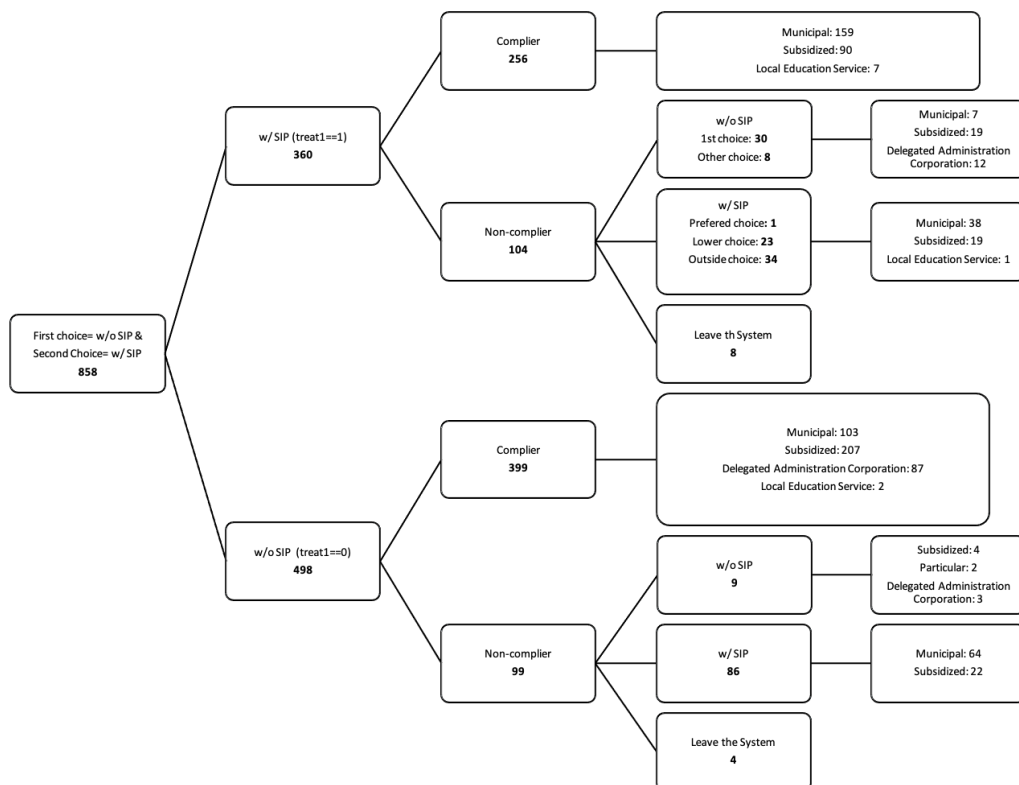 First choice= w/o SIP &
Second Choice= w/ SIP
858
w/ SIP (treat1==1)
360
Complier
256
Municipal: 159
Subsidized: 90
Local Education Service: 7
Non-complier
104
w/o SIP
1st choice: 30
Other choice: 8
Municipal: 7
Subsidized: 19
Delegated Administration
Corporation: 12
w/ SIP
Prefered choice: 1
Lower choice: 23
Outside choice: 34
Municipal: 38
Subsidized: 19
Local Education Service: 1
Leave th System
8
w/o SIP (treat1==0)
498
Complier
399
Municipal: 103
Subsidized: 207
Delegated Administration Corporation: 87
Local Education Service: 2
Non-complier
99
w/o SIP
9
Subsidized: 4
Particular: 2
Delegated Administration
Corporation: 3
w/ SIP
86
Municipal: 64
Subsidized: 22
Leave the System
4